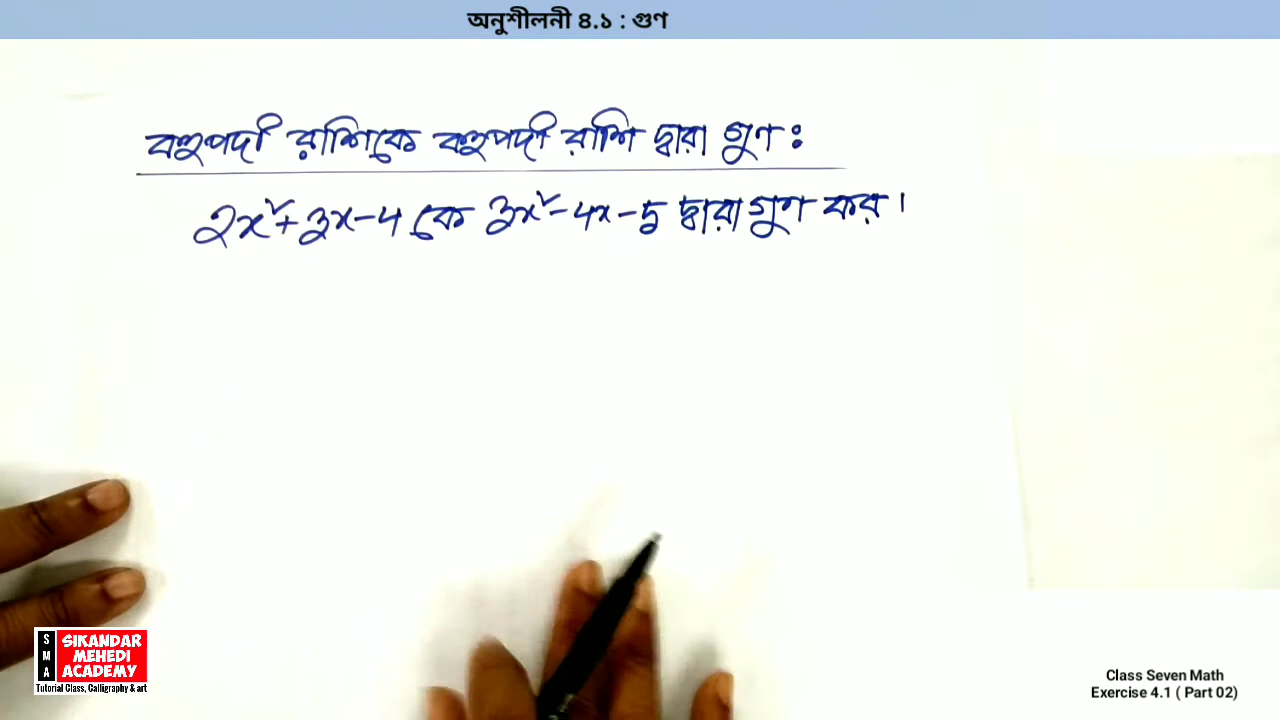 অনুশীলনী ৪.১ : গুণ
বহুপদী রাশিকে বহুপদী রাশি দ্বারা গুণ :
2x²+3x-4 কে 3x²-4x-5 দ্বারা গুণ কর।
SMA
SIKANDAR
MEHEDI
ACADEMY
Tutorial Class, Calligraphy & art
Class Seven Math
Exercise 4.1 ( Part 02)